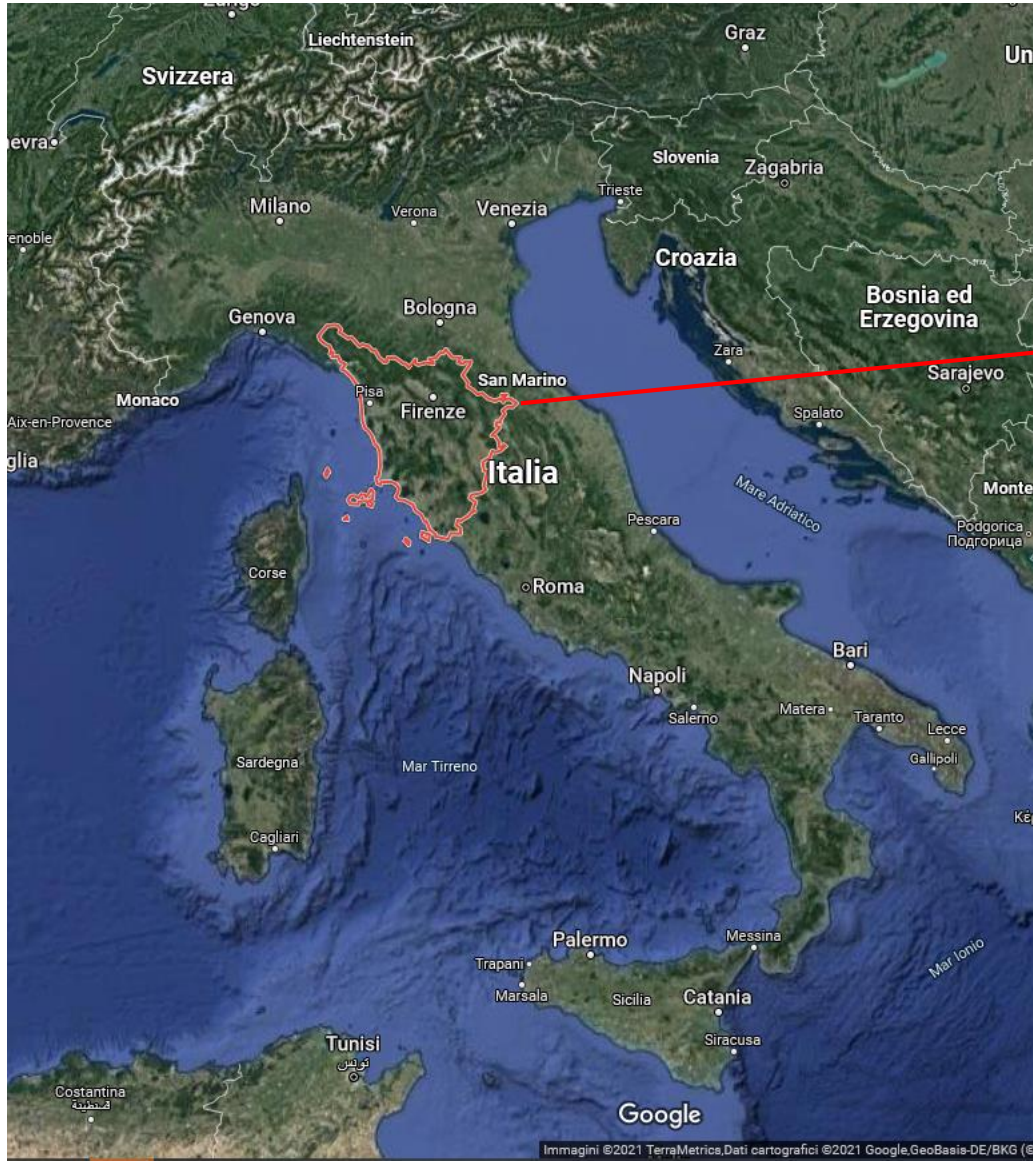 Graz
Liechtenstein
Un
Svizzera
evra
Slovenia
Zagabria
Trieste
Milano
Verona
Venezia
enoble
Croazia
Bosnia ed
Erzegovina
Bologna
Genova
Zara
San Marino
Sarajevo
Pisa
Monaco
Firenze
Spalato
Aix-en-Provence
glia
Italia
Monte
Mare Adriatico
Pescara
Podgorica
Подгорица
Corse
Roma
Bari
Napoli
Salerno
Matera
Taranto
Lecce
Gallipoli
Sardegna
Mar Tirreno
Κέ
Cagliari
Messina
Palermo
Trapani
Mar Ionio
Marsala
Sicilia
Catania
Siracusa
Tunisi
تونس
Costantina
قسنطينة
Google
Immagini ©2021 TerraMetrics,Dati cartografici ©2021 Google,GeoBasis-DE/BKG (©